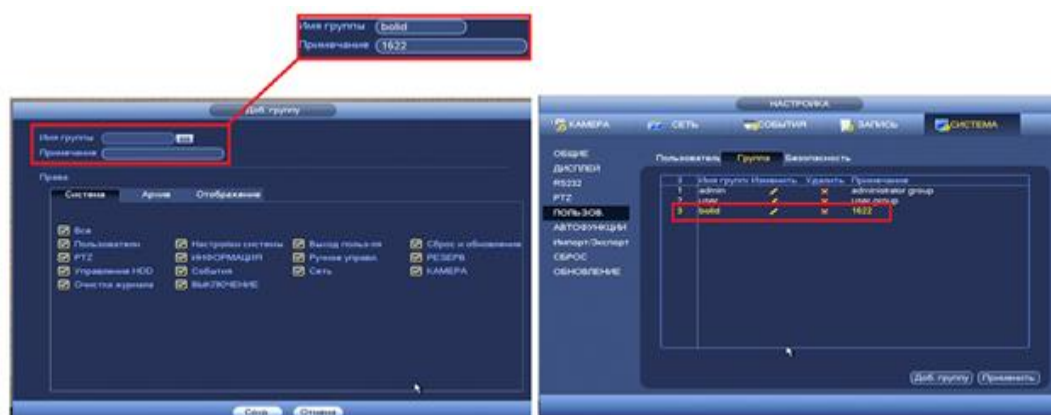 Имя группы bolid
Примечание 1622
Доб. группу
Имя группы
Примечание
Права
Система Архив Отображение
Все
Пользователи Настройки системы Выход польз-ля Сброс и обновление
PTZ ИНФОРМАЦИЯ Ручное управл. РЕЗЕРВ
Управление HDD События Сеть КАМЕРА
Очистка журнала ВЫКЛЮЧЕНИЕ
Сохр Отмена
НАСТРОЙКА
КАМЕРА СЕТЬ СОБЫТИЯ ЗАПИСЬ СИСТЕМА
ОБЩИЕ
ДИСПЛЕЙ
RS232
PTZ
ПОЛЬЗОВ.
АВТОФУНКЦИИ
Импорт/Экспорт
СБРОС
ОБНОВЛЕНИЕ
Пользователь Группа Безопасность
3 Имя группы Изменить Удалить Примечание
1 admin administrator group
2 user user group
3 bolid 1622
Доб. группу Применить